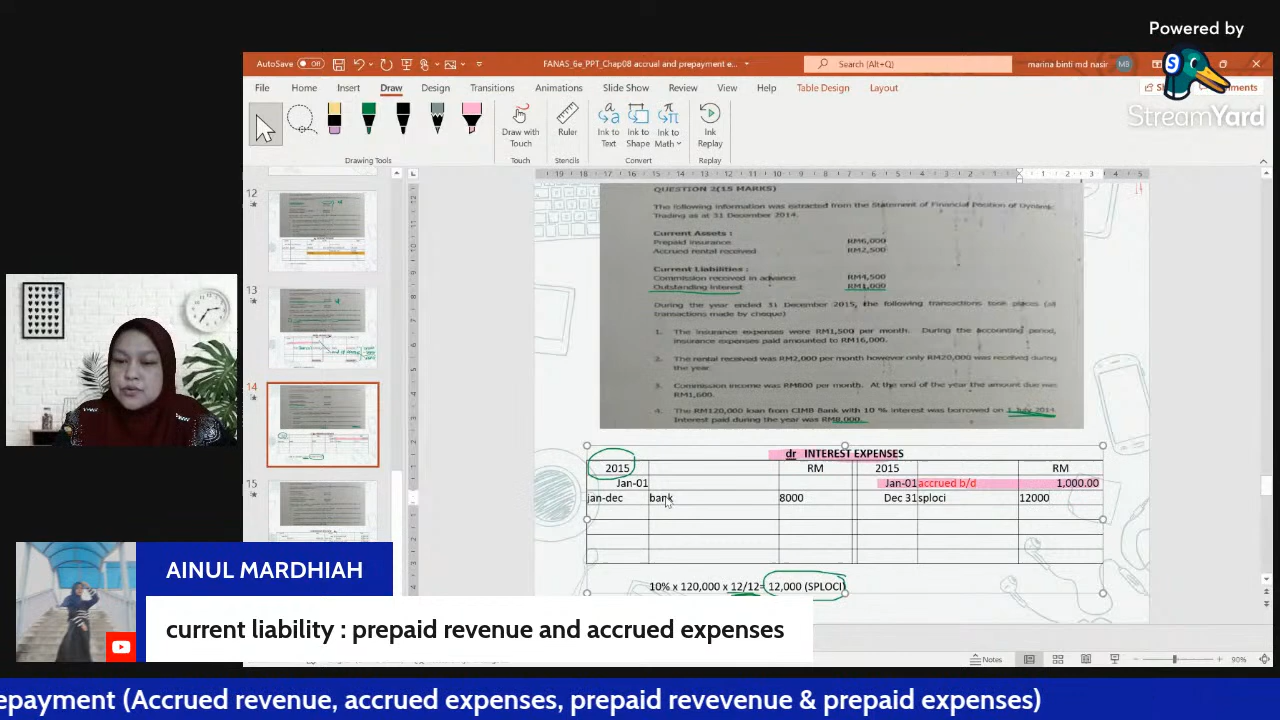 Powered by
StreamYard
AutoSave Off
FANAS_6e_PPT_Chap08 accrual and prepayment e...
Search (Alt+Q)
marina binti md nasir MB
File Home Insert Draw Design Transitions Animations Slide Show Review View Help Table Design Layout
Draw with Touch
Ruler
Ink to Text
Ink to Shape
Ink to Math
Ink Replay
Drawing Tools Touch Stencils Convert Replay
12
13
14
15
QUESTION 2(15 MARKS)
The following information was extracted from the Statement of Financial Position of Dynamic
Trading as at 31 December 2014.
Current Assets :
Prepaid insurance RM6,000
Accrued rental received RM2,500
Current Liabilities :
Commission received in advance RM4,500
Outstanding interest RM1,000
During the year ended 31 December 2015, the following transactions took places (all
transactions made by cheque)
1. The insurance expenses were RM1,500 per month. During the accounting period,
insurance expenses paid amounted to RM16,000.
2. The rental received was RM2,000 per month however only RM20,000 was received during
the year.
3. Commission income was RM800 per month. At the end of the year the amount due was
RM1,600.
4. The RM120,000 loan from CIMB Bank with 10 % interest was borrowed on 1 July 2014.
Interest paid during the year was RM8,000.
dr INTEREST EXPENSES
2015 RM 2015 RM
Jan-01 Jan-01 accrued b/d 1,000.00
jan-dec bank 8000 Dec 31 sploci 12000
10% x 120,000 x 12/12= 12,000 (SPLOCI)
Notes
90%
AINUL MARDHIAH
current liability : prepaid revenue and accrued expenses
epayment (Accrued revenue, accrued expenses, prepaid revevenue & prepaid expenses)